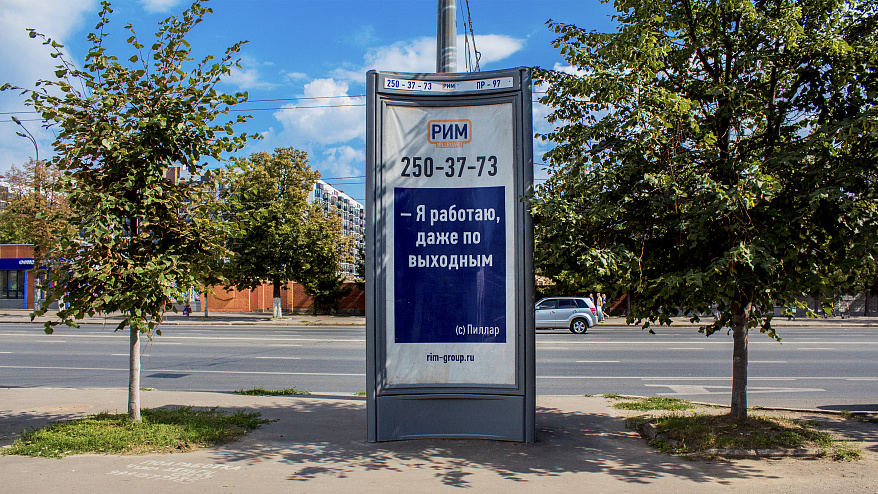 250-37-73 РИМ ПР-97
РИМ
250-37-73
– Я работаю,
даже по
выходным
(с) Пиллар
rim-group.ru